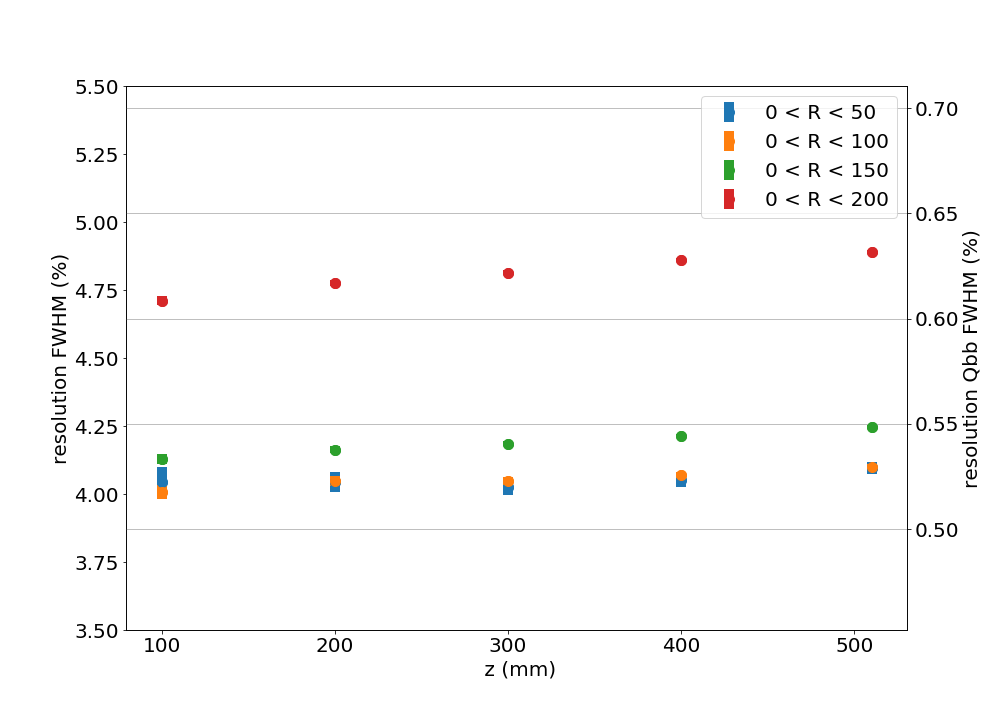 5.50
5.25
5.00
4.75
4.50
4.25
4.00
3.75
3.50
resolution FWHM (%)
100
200
300
400
500
z (mm)
0.70
0.65
0.60
0.55
0.50
resolution Qbb FWHM (%)
0 < R < 50
0 < R < 100
0 < R < 150
0 < R < 200